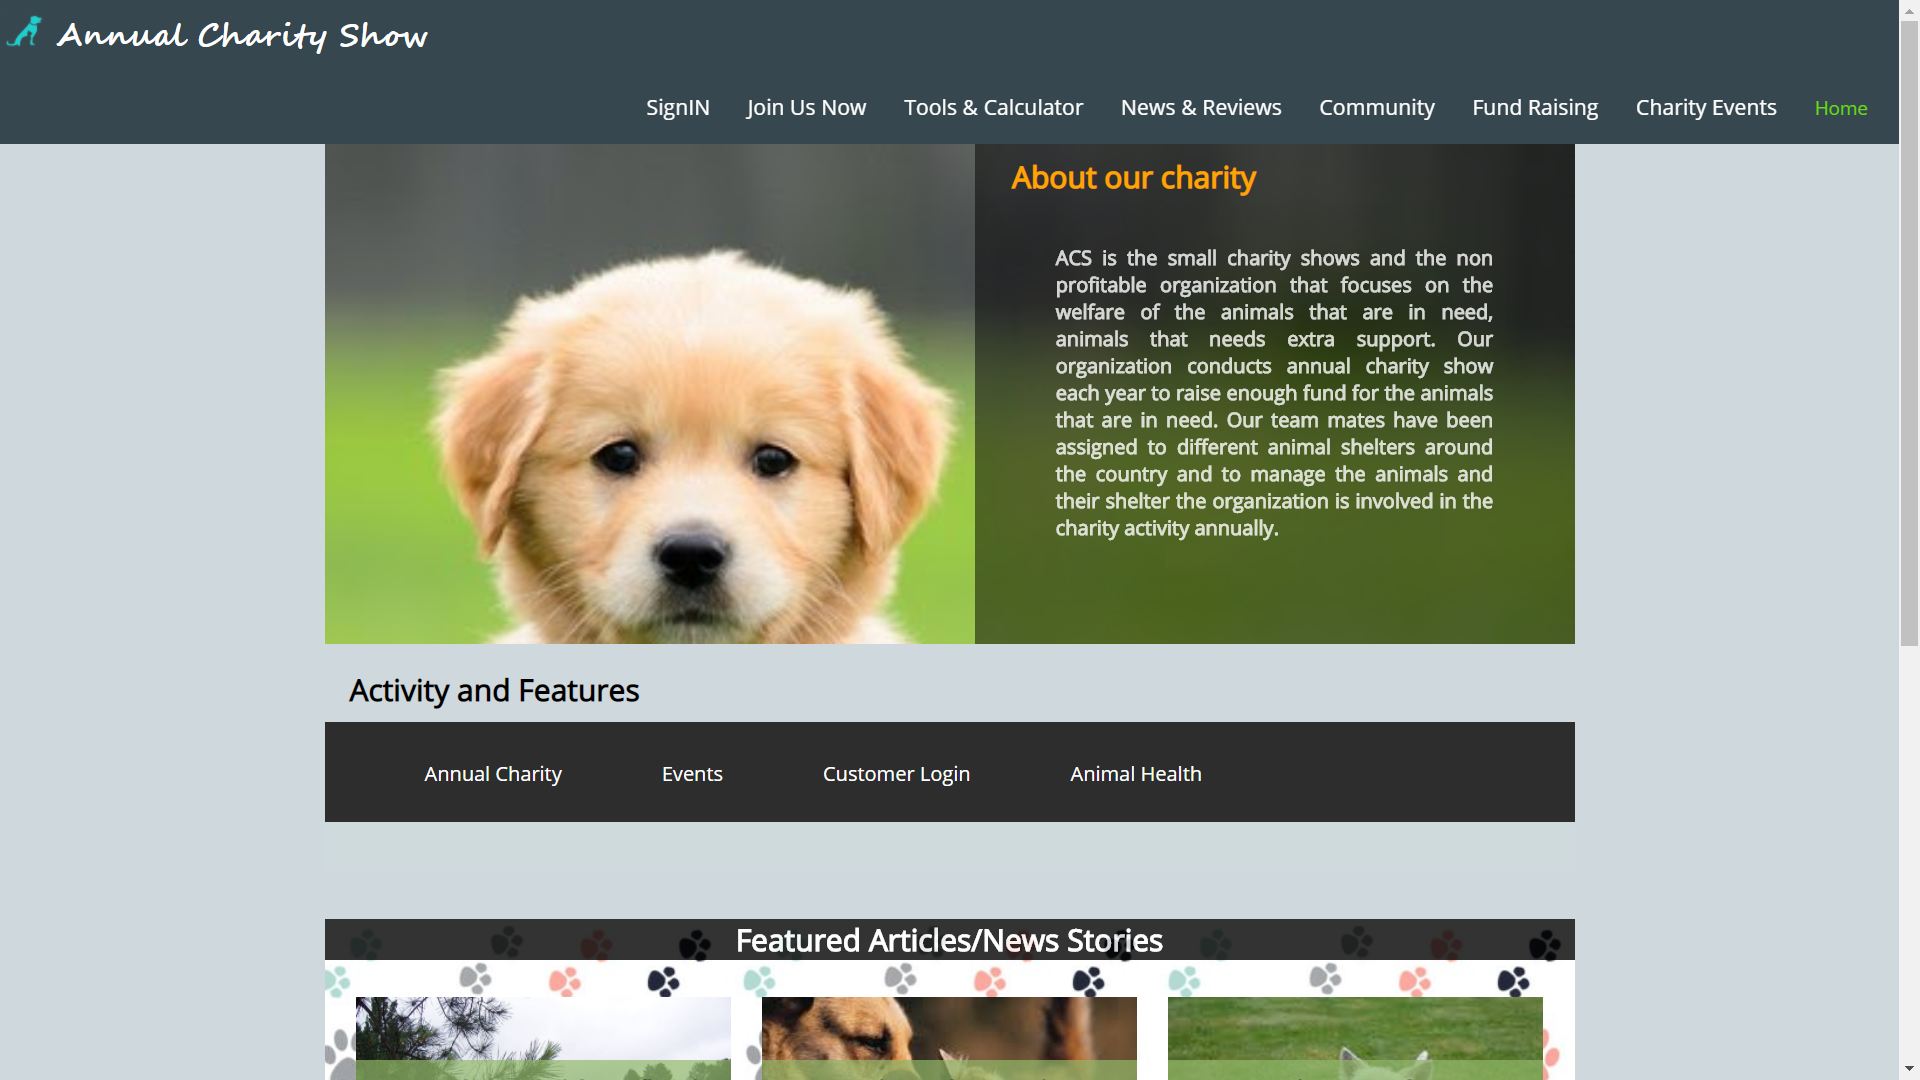 Annual Charity Show
SignIN Join Us Now Tools & Calculator News & Reviews Community Fund Raising Charity Events Home
About our charity
ACS is the small charity shows and the non
profitable organization that focuses on the
welfare of the animals that are in need,
animals that needs extra support. Our
organization conducts annual charity show
each year to raise enough fund for the animals
that are in need. Our team mates have been
assigned to different animal shelters around
the country and to manage the animals and
their shelter the organization is involved in the
charity activity annually.
Activity and Features
Annual Charity Events Customer Login Animal Health
Featured Articles/News Stories